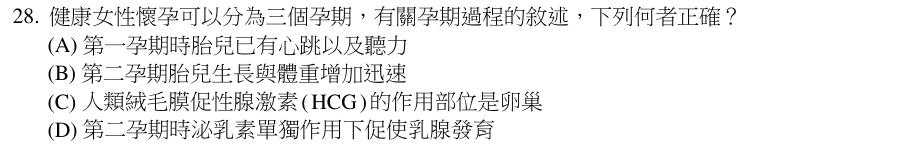 28. 健康女性懷孕可以分為三個孕期，有關孕期過程的敘述，下列何者正確？
(A) 第一孕期時胎兒已有心跳以及聽力
(B) 第二孕期胎兒生長與體重增加迅速
(C) 人類絨毛膜促性腺激素(HCG)的作用部位是卵巢
(D) 第二孕期時泌乳素單獨作用下促使乳腺發育